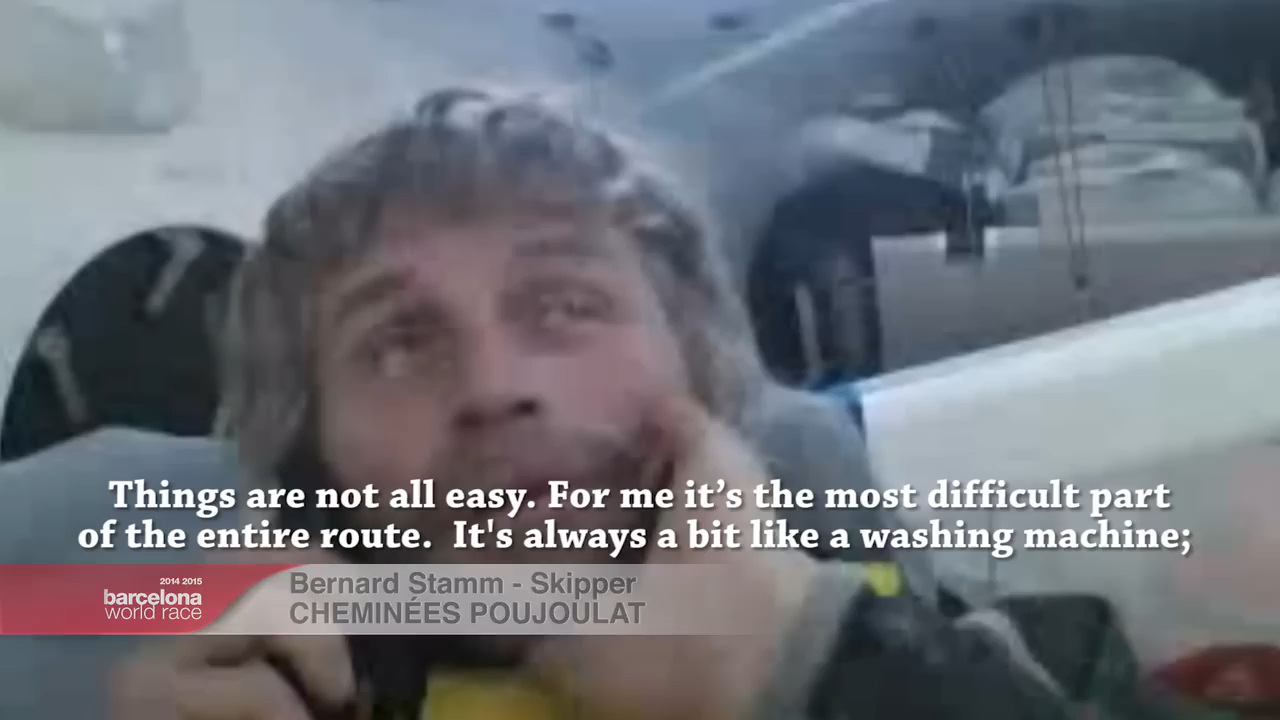 Things are not all easy. For me it’s the most difficult part
of the entire route.  It's always a bit like a washing machine;
2014 2015
barcelona
world race
Bernard Stamm - Skipper
CHEMINÉES POUJOULAT